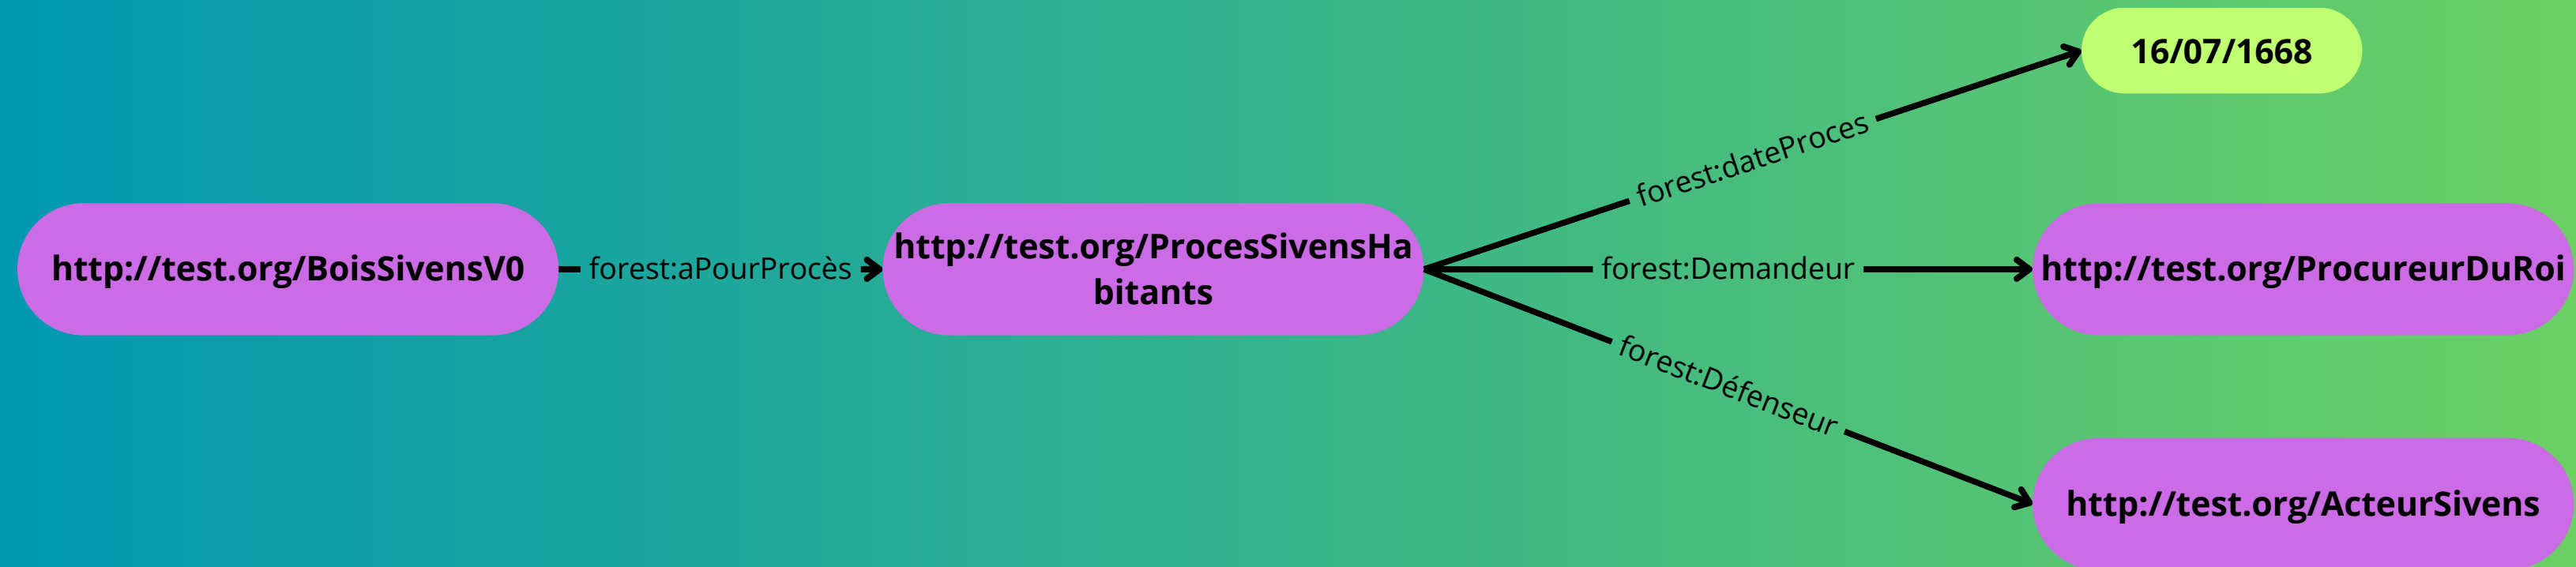 http://test.org/BoisSivensV0
forest:aPourProcès
http://test.org/ProcesSivensHa
bitants
forest:dateProces
16/07/1668
forest:Demandeur
http://test.org/ProcureurDuRoi
forest:Défenseur
http://test.org/ActeurSivens